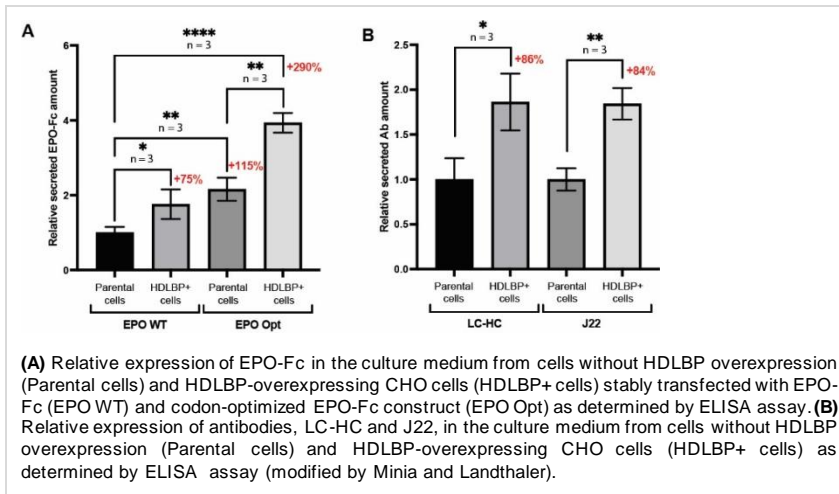 A
Relative secreted EPO-Fc amount
6
4
2
0
****
n = 3
**
n = 3
**
n = 3
*
n = 3
+75%
+115%
+290%
Parental cells
HDLBP+ cells
Parental cells
HDLBP+ cells
EPO WT
EPO Opt
B
Relative secreted Ab amount
2.5
2.0
1.5
1.0
0.5
0.0
*
n = 3
+86%
**
n = 3
+84%
Parental cells
HDLBP+ cells
Parental cells
HDLBP+ cells
LC-HC
J22
(A) Relative expression of EPO-Fc in the culture medium from cells without HDLBP overexpression
(Parental cells) and HDLBP-overexpressing CHO cells (HDLBP+ cells) stably transfected with EPO-
Fc (EPO WT) and codon-optimized EPO-Fc construct (EPO Opt) as determined by ELISA assay. (B)
Relative expression of antibodies, LC-HC and J22, in the culture medium from cells without HDLBP
overexpression (Parental cells) and HDLBP-overexpressing CHO cells (HDLBP+ cells) as
determined by ELISA assay (modified by Minia and Landthaler).